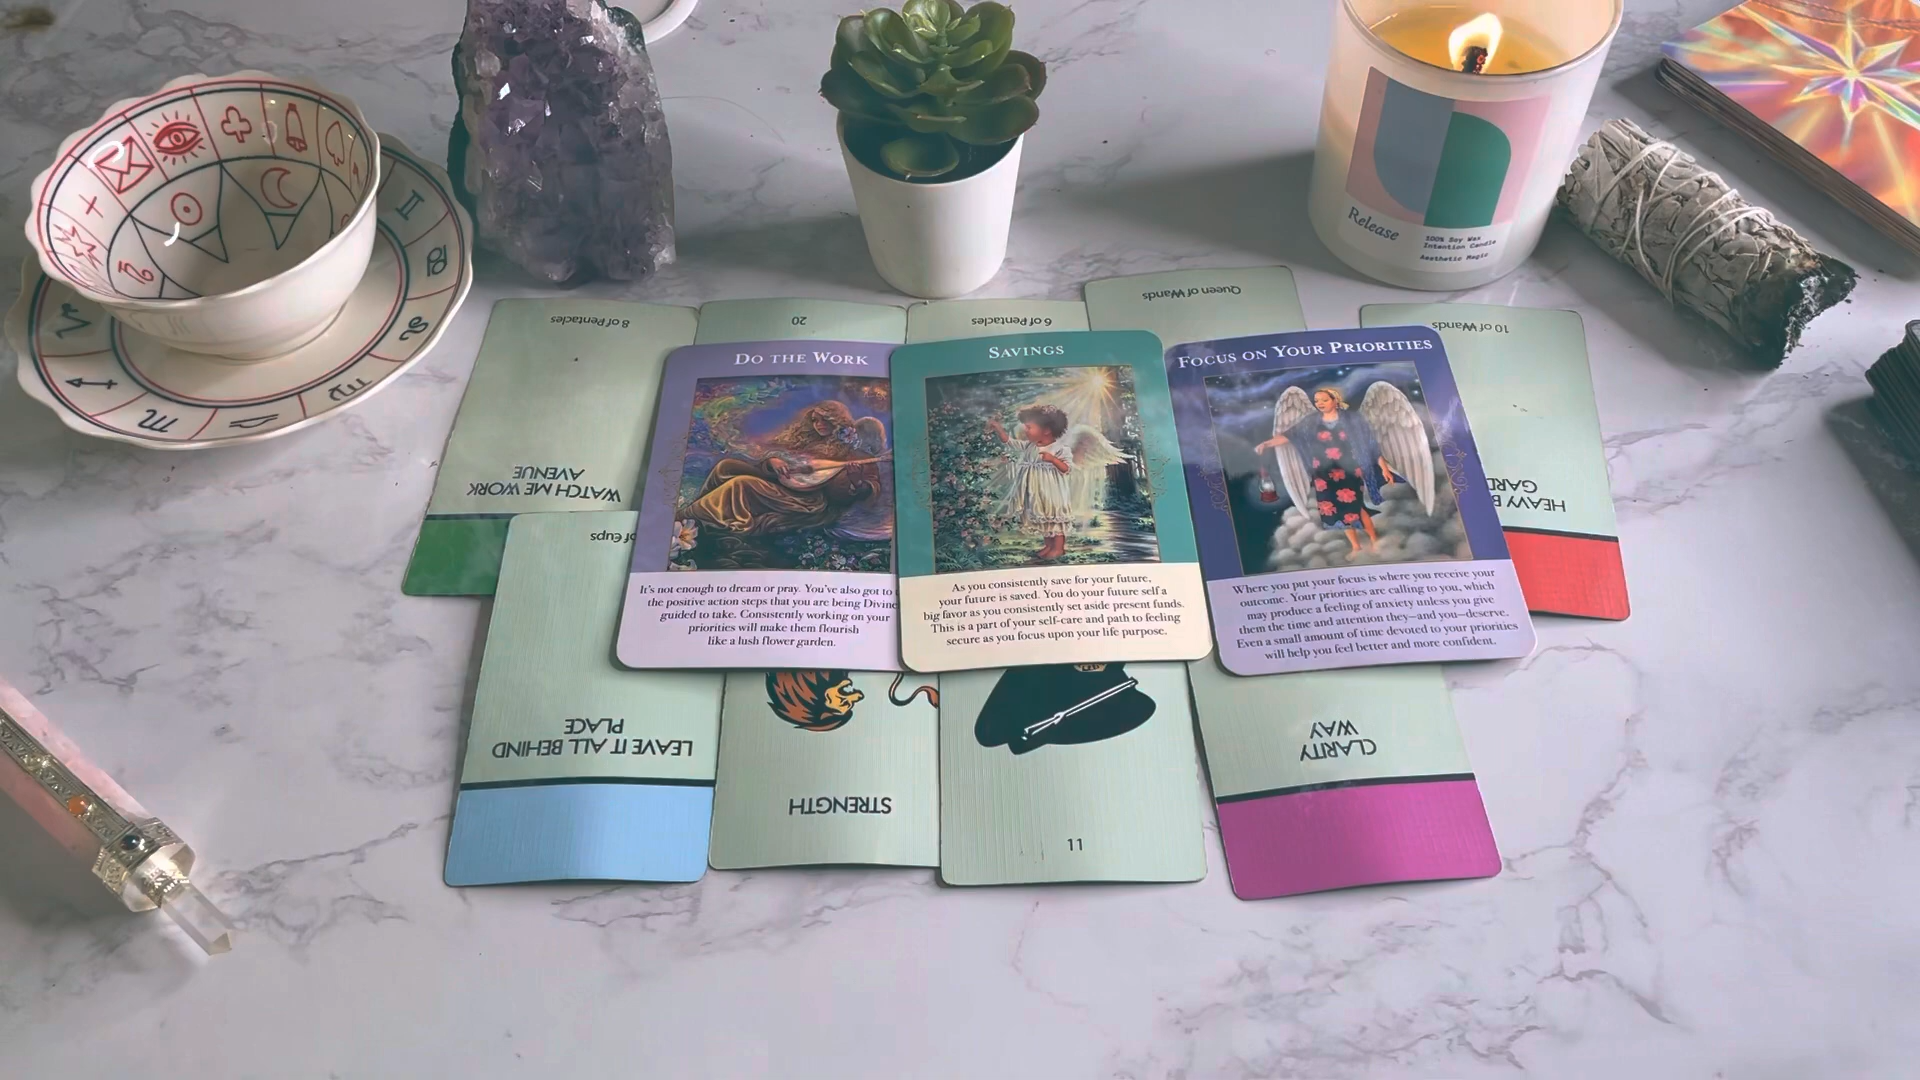 Release
100% Soy Wax
Intention Candle
Aesthetic Magic
8 of Pentacles
20
6 of Pentacles
Queen of Wands
10 of Wands
WATCH ME WORK
AVENUE
of Cups
HEAVY
DO THE WORK
It's not enough to dream or pray. You've also got to
the positive action steps that you are being Divine
guided to take. Consistently working on your
priorities will make them flourish
like a lush flower garden.
SAVINGS
As you consistently save for your future,
your future is saved. You do your future self a
big favor as you consistently set aside present funds.
This is a part of your self-care and path to feeling
secure as you focus upon your life purpose.
FOCUS ON YOUR PRIORITIES
Where you put your focus is where you receive your
outcome. Your priorities are calling to you, which
may produce a feeling of anxiety unless you give
them the time and attention they—and you—deserve.
Even a small amount of time devoted to your priorities
will help you feel better and more confident.
LEAVE IT ALL BEHIND
PLACE
STRENGTH
11
CLARITY
WAY